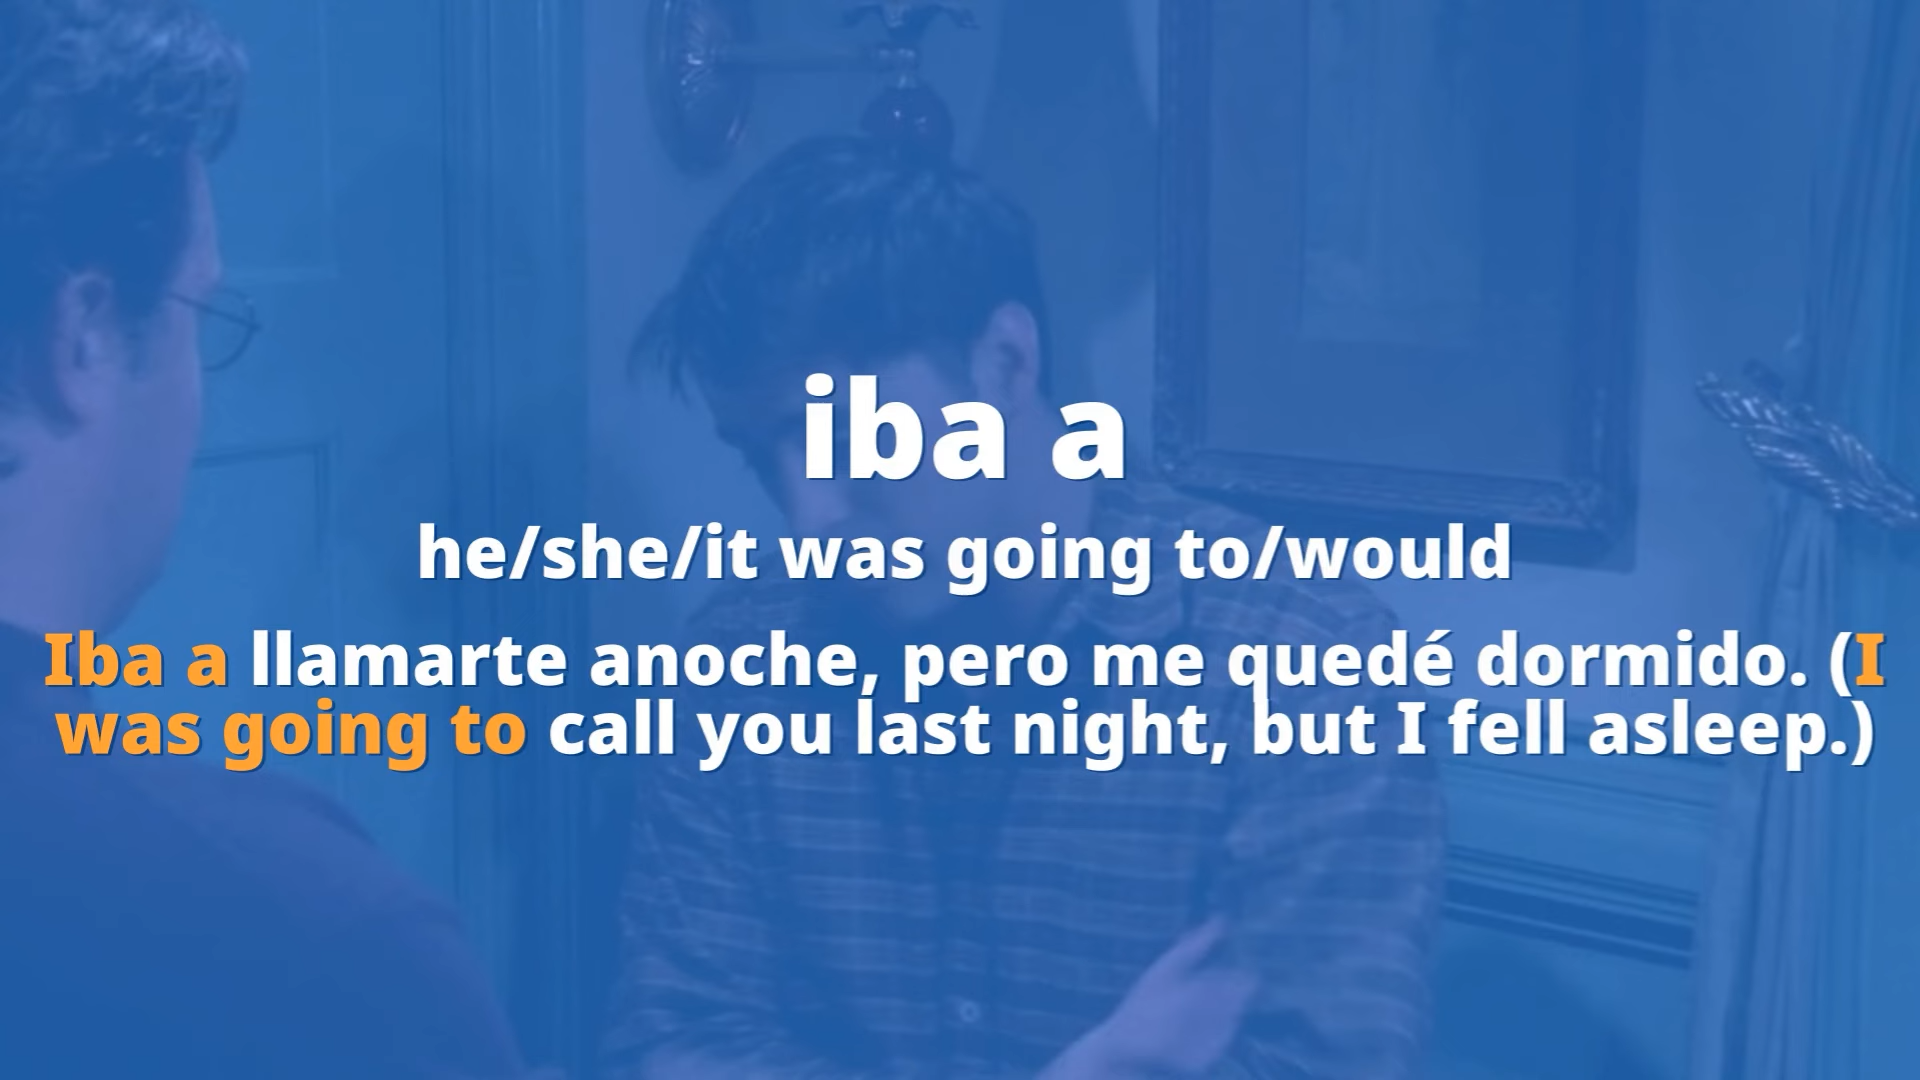 iba a
he/she/it was going to/would
Iba a llamarte anoche, pero me quedé dormido. (I
was going to call you last night, but I fell asleep.)